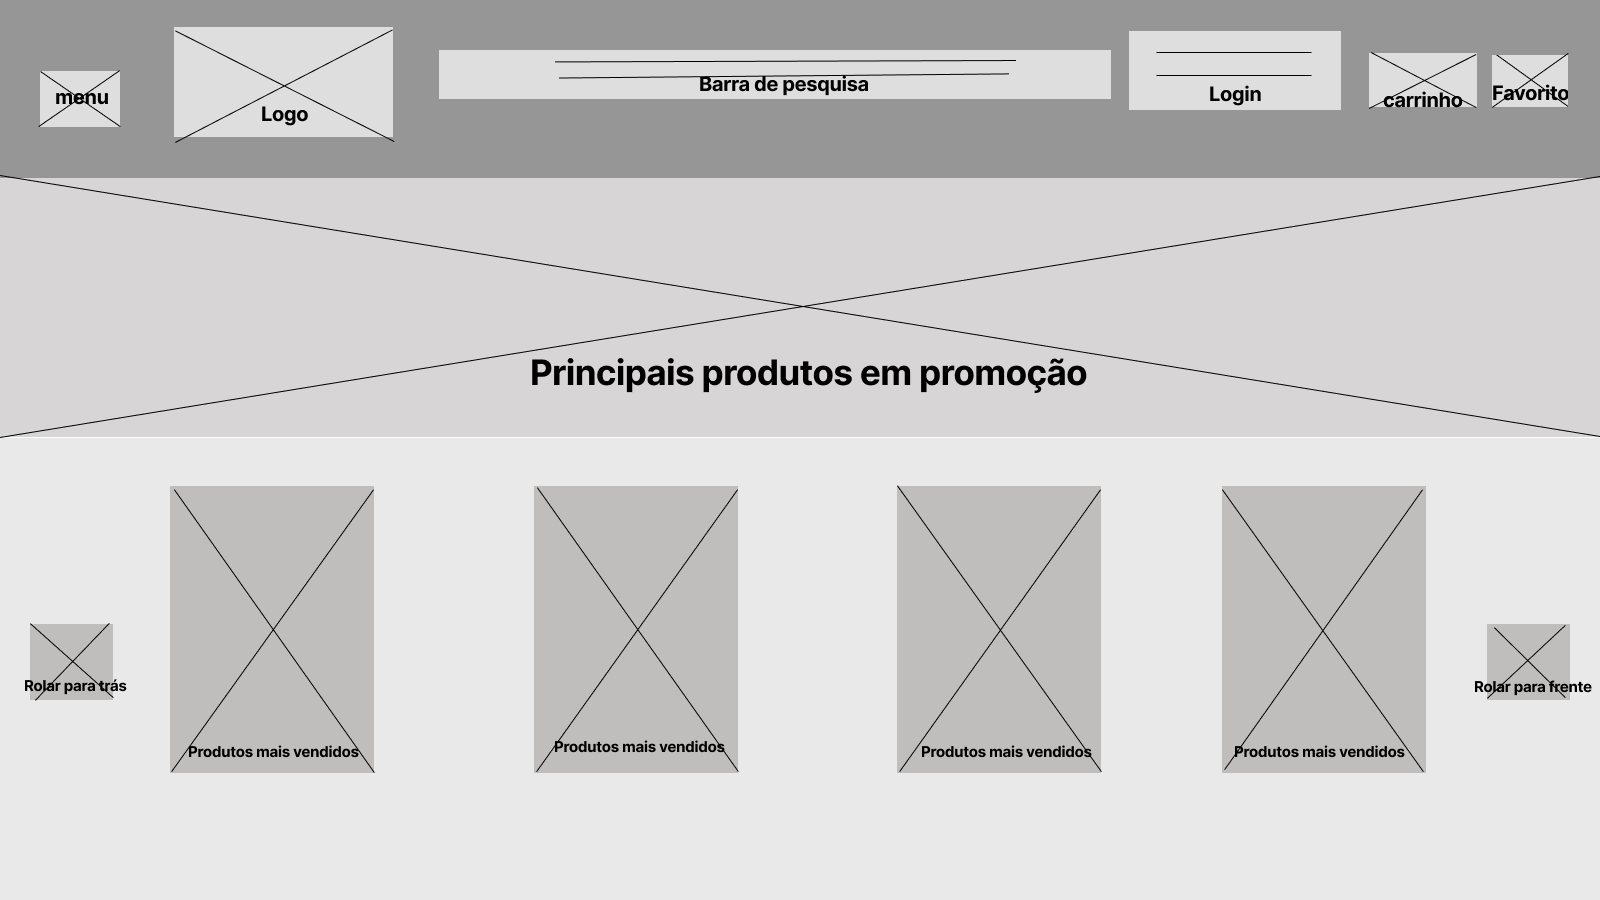 menu
Logo
Barra de pesquisa
Login
carrinho
Favorito
Principais produtos em promoção
Rolar para trás
Produtos mais vendidos
Produtos mais vendidos
Produtos mais vendidos
Produtos mais vendidos
Rolar para frente